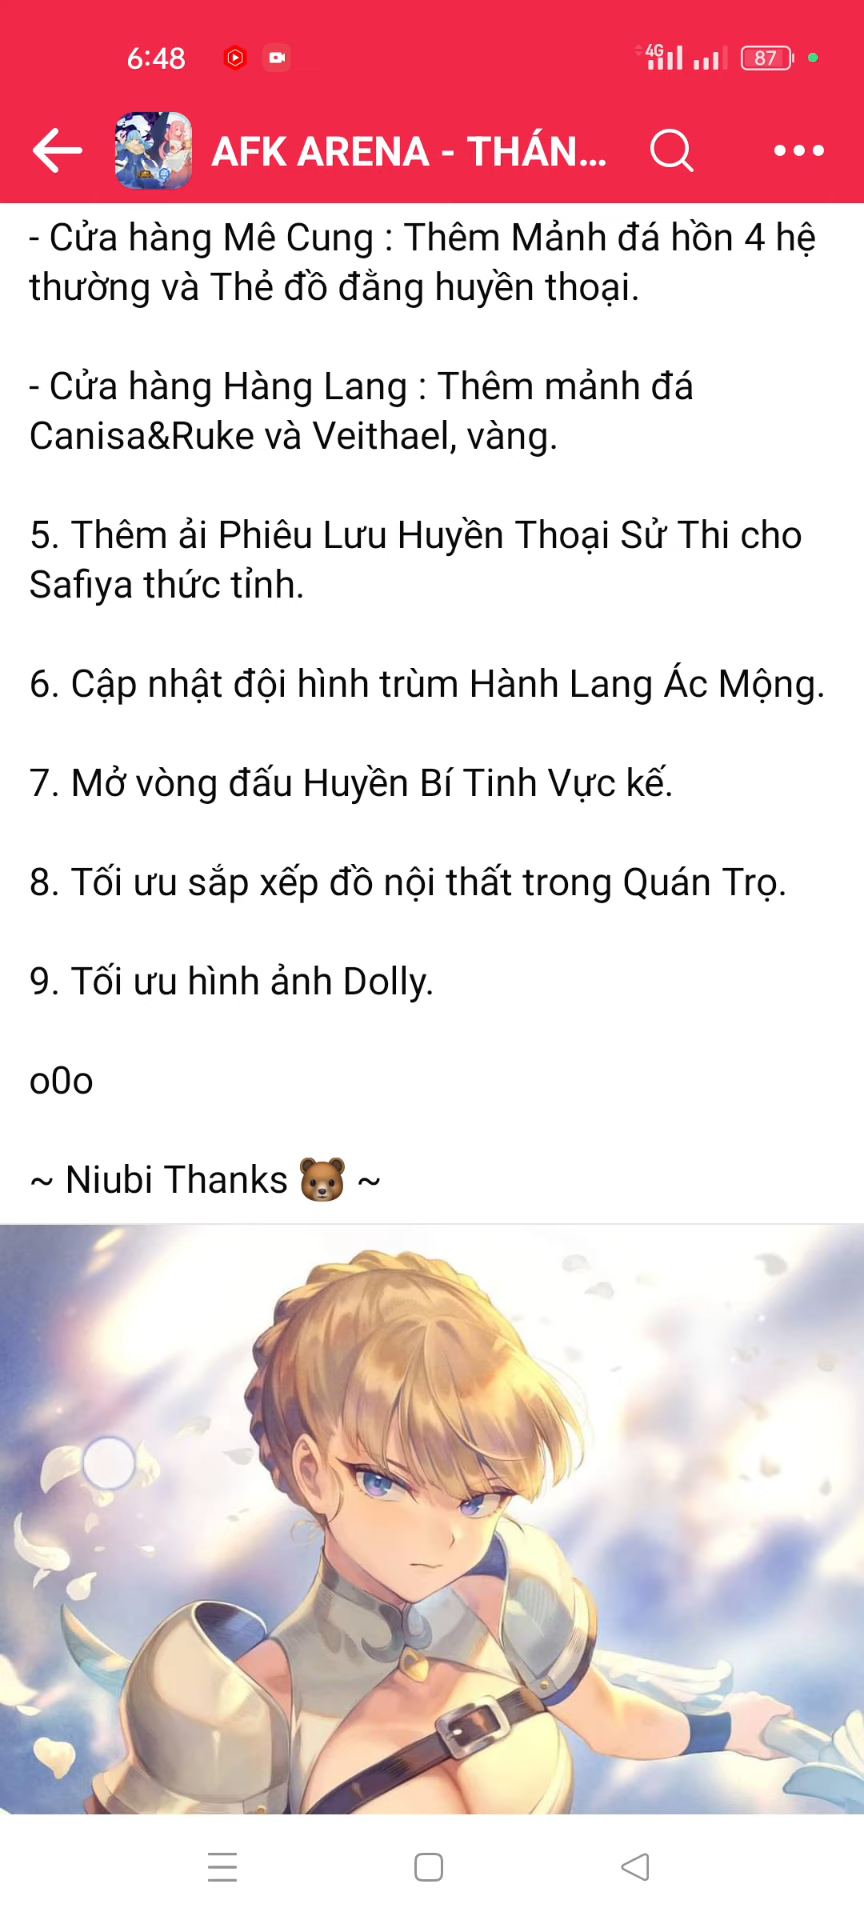 6:48
4G
87
AFK ARENA - THÁN...
- Cửa hàng Mê Cung : Thêm Mảnh đá hồn 4 hệ
thường và Thẻ đồ đằng huyền thoại.
- Cửa hàng Hàng Lang : Thêm mảnh đá
Canisa&Ruke và Veithael, vàng.
5. Thêm ải Phiêu Lưu Huyền Thoại Sử Thi cho
Safiya thức tỉnh.
6. Cập nhật đội hình trùm Hành Lang Ác Mộng.
7. Mở vòng đấu Huyền Bí Tinh Vực kế.
8. Tối ưu sắp xếp đồ nội thất trong Quán Trọ.
9. Tối ưu hình ảnh Dolly.
o0o
~ Niubi Thanks 🐻 ~